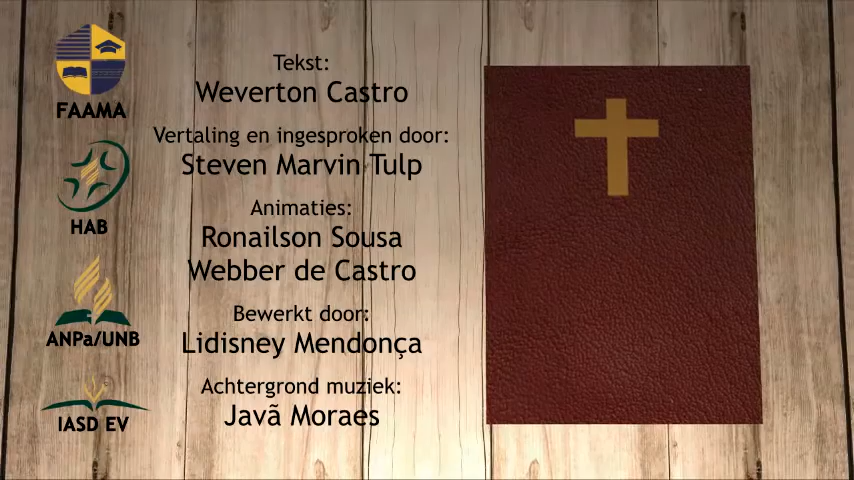 FAAMA
HAB
ANPa/UNB
IASD EV
Tekst:
Weverton Castro
Vertaling en ingesproken door:
Steven Marvin Tulp
Animaties:
Ronailson Sousa
Webber de Castro
Bewerkt door:
Lidisney Mendonça
Achtergrond muziek:
Javã Moraes